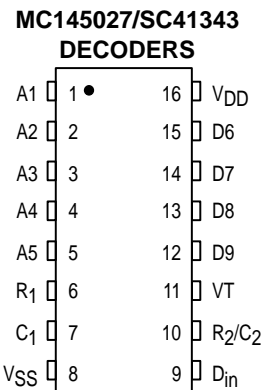 MC145027/SC41343
DECODERS
A1 1 16 VDD
A2 2 15 D6
A3 3 14 D7
A4 4 13 D8
A5 5 12 D9
R1 6 11 VT
C1 7 10 R2/C2
VSS 8 9 Din